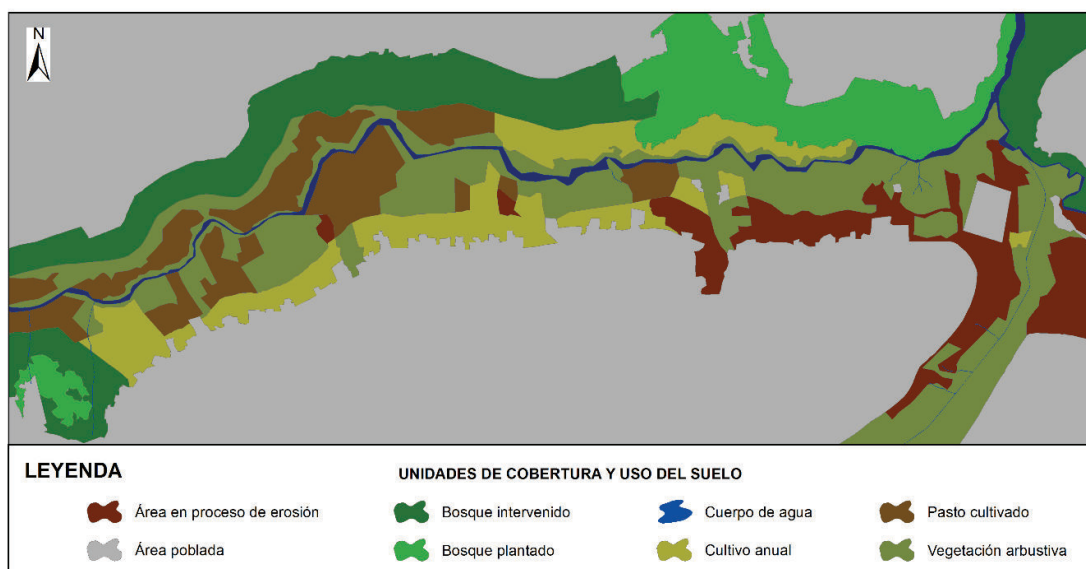 N
LEYENDA
UNIDADES DE COBERTURA Y USO DEL SUELO
Área en proceso de erosión
Bosque intervenido
Cuerpo de agua
Pasto cultivado
Área poblada
Bosque plantado
Cultivo anual
Vegetación arbustiva